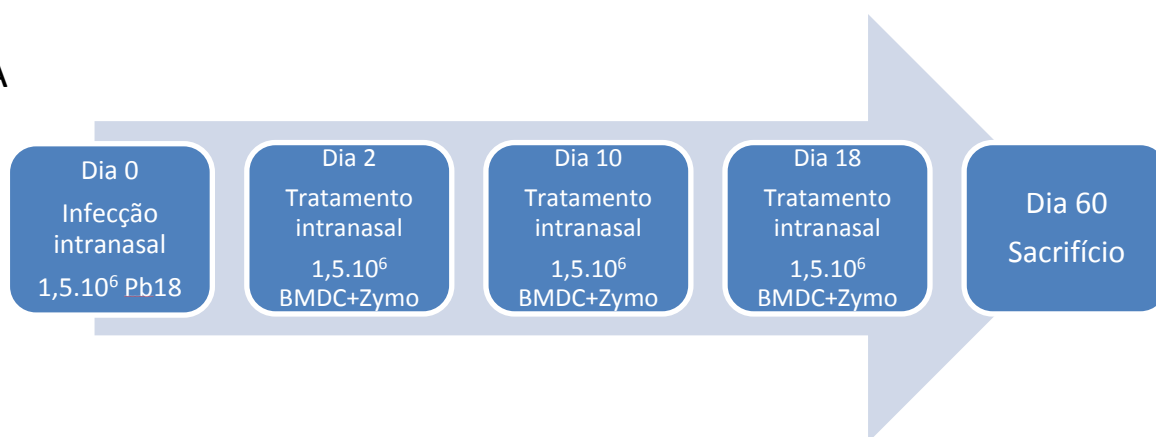 A
Dia 0
Infecção
intranasal
1,5.10⁶ Pb18
Dia 2
Tratamento
intranasal
1,5.10⁶
BMDC+Zymo
Dia 10
Tratamento
intranasal
1,5.10⁶
BMDC+Zymo
Dia 18
Tratamento
intranasal
1,5.10⁶
BMDC+Zymo
Dia 60
Sacrifício